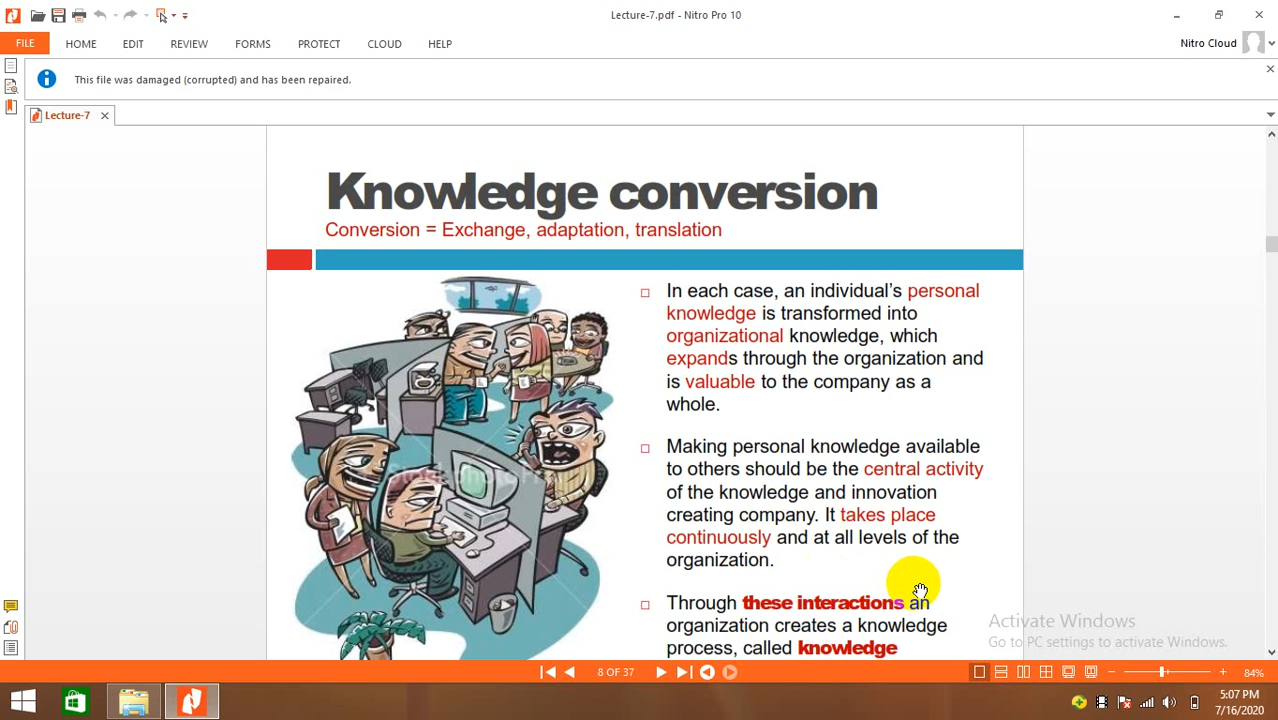 Lecture-7.pdf - Nitro Pro 10
FILE HOME EDIT REVIEW FORMS PROTECT CLOUD HELP
Nitro Cloud
This file was damaged (corrupted) and has been repaired.
Lecture-7
Knowledge conversion
Conversion = Exchange, adaptation, translation
In each case, an individual's personal
knowledge is transformed into
organizational knowledge, which
expands through the organization and
is valuable to the company as a
whole.
Making personal knowledge available
to others should be the central activity
of the knowledge and innovation
creating company. It takes place
continuously and at all levels of the
organization.
Through these interactions an
organization creates a knowledge
process, called knowledge
Activate Windows
Go to PC settings to activate Windows.
8 OF 37
84%
5:07 PM
7/16/2020